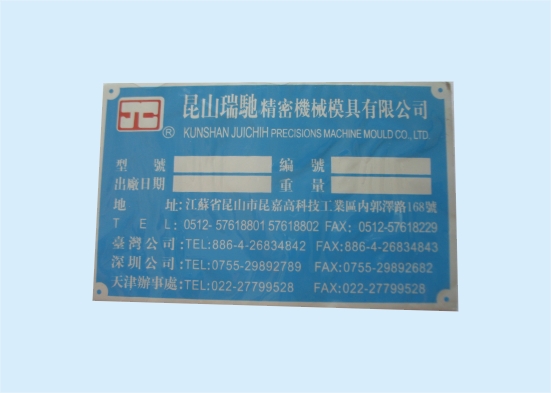 JC
昆山瑞馳精密機械模具有限公司
® KUNSHAN JUICHIH PRECISIONS MACHINE MOULD CO., LTD.
型號 編號
出廠日期 重量
地址:江蘇省昆山市昆嘉高科技工業區内郭澤路168號
TEL: 0512-57618801 57618802 FAX: 0512-57618229
臺灣公司:TEL:886-4-26834842 FAX:886-4-26834843
深圳公司:TEL:0755-29892789 FAX:0755-29892682
天津辦事處:TEL:022-27799528 FAX:022-27799528